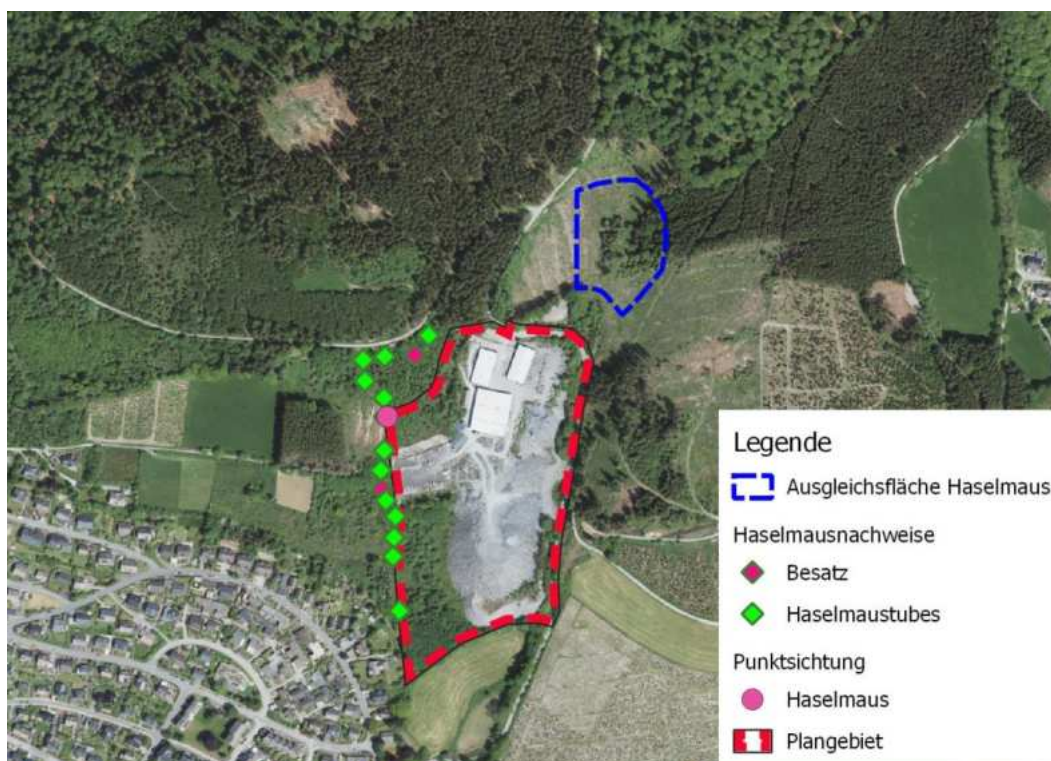 Legende
Ausgleichsfläche Haselmaus
Haselmausnachweise
Besatz
Haselmaustubes
Punktsichtung
Haselmaus
Plangebiet